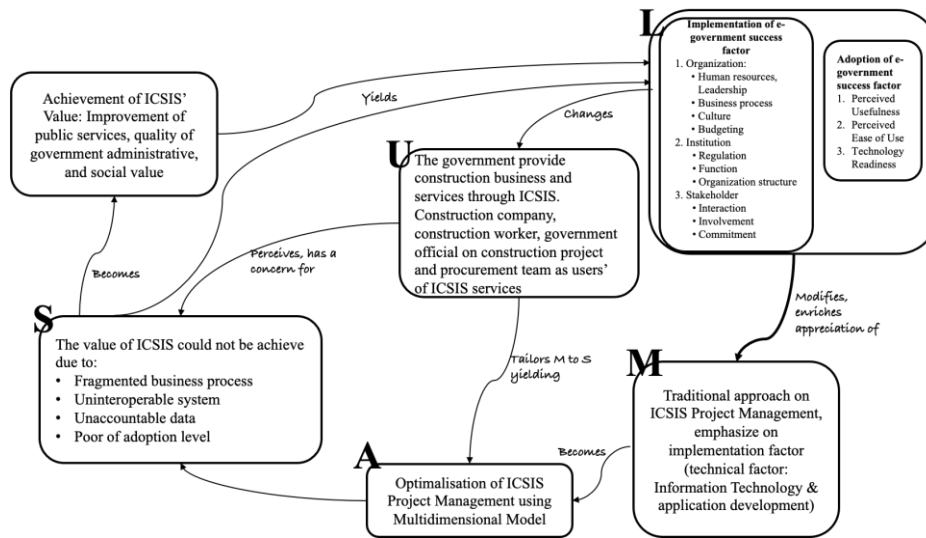 L
Implementation of e-
government success
factor
1. Organization:
• Human resources,
Leadership
• Business process
• Culture
• Budgeting
2. Institution
• Regulation
• Function
• Organization structure
3. Stakeholder
• Interaction
• Involvement
• Commitment
Adoption of e-
government
success factor
1. Perceived
Usefulness
2. Perceived
Ease of Use
3. Technology
Readiness
Achievement of ICSIS’
Value: Improvement of
public services, quality of
government administrative,
and social value
Yields
Changes
U
The government provide
construction business and
services through ICSIS.
Construction company,
construction worker, government
official on construction project
and procurement team as users’
of ICSIS services
Becomes
Perceives, has a
concern for
S
The value of ICSIS could not be achieve
due to:
• Fragmented business process
• Uninteroperable system
• Unaccountable data
• Poor of adoption level
Tailors M to S
yielding
Modifies,
enriches
appreciation of
M
Traditional approach on
ICSIS Project Management,
emphasize on
implementation factor
(technical factor:
Information Technology &
application development)
Becomes
A
Optimalisation of ICSIS
Project Management using
Multidimensional Model